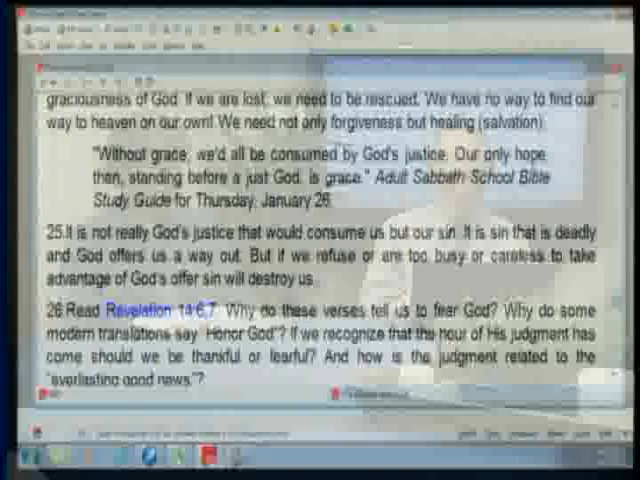 graciousness of God. If we are lost, we need to be rescued. We have no way to find our
way to heaven on our own! We need not only forgiveness but healing (salvation).
"Without grace, we'd all be consumed by God's justice. Our only hope,
then, standing before a just God, is grace." Adult Sabbath School Bible
Study Guide for Thursday, January 26
25.It is not really God's justice that would consume us but our sin. It is sin that is deadly
and God offers us a way out. But if we refuse or are too busy or careless to take
advantage of God's offer sin will destroy us.
26.Read Revelation 14:6,7. Why do these verses tell us to fear God? Why do some
modern translations say "Honor God"? If we recognize that the hour of His judgment has
come should we be thankful or fearful? And how is the judgment related to the
"everlasting good news"?